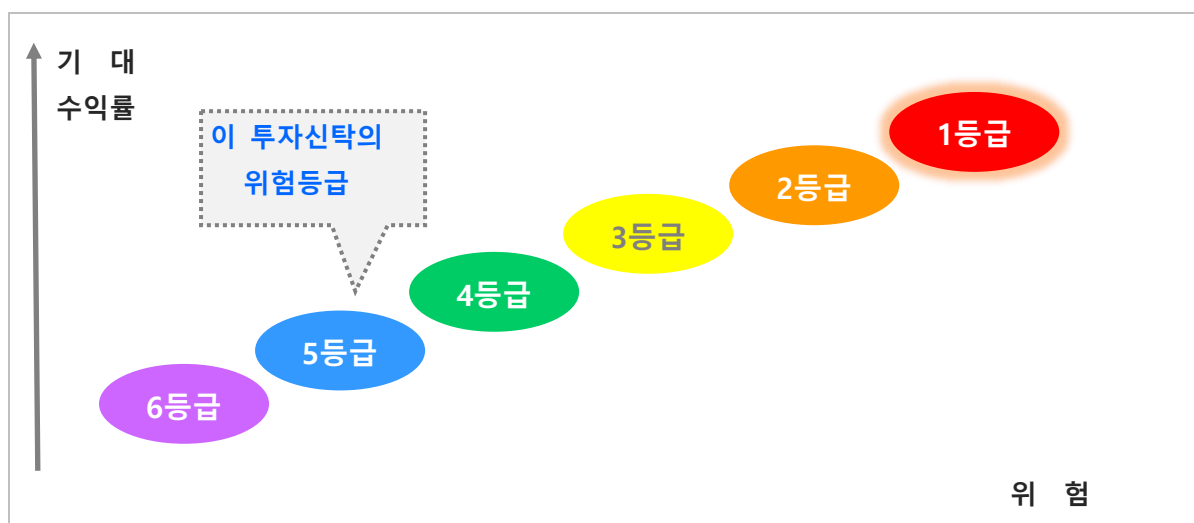 기 대
수익률
이 투자신탁의
위험등급
1등급
2등급
3등급
4등급
5등급
6등급
위 험